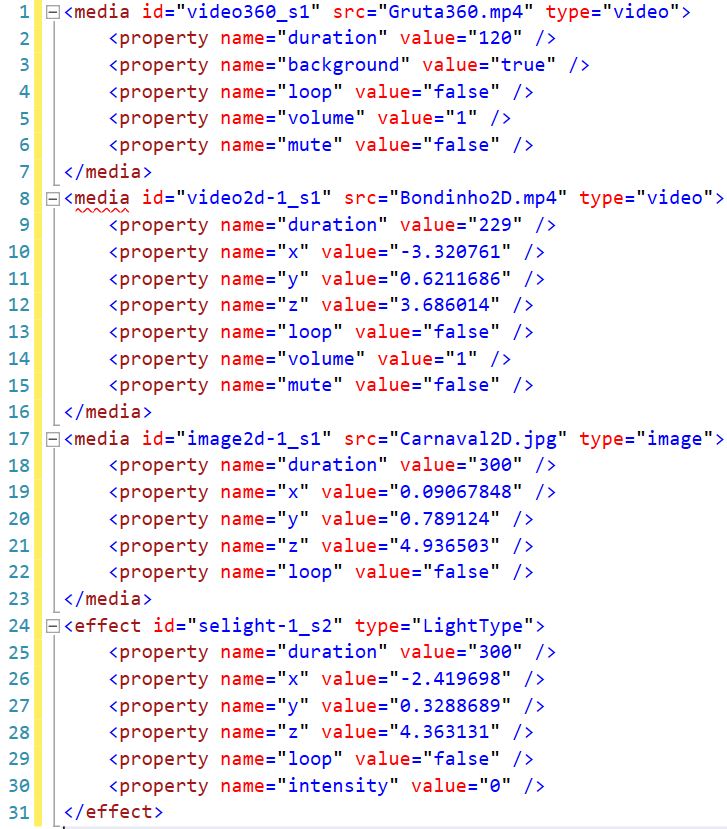 1 <media id="video360_s1" src="Gruta360.mp4" type="video">
2 <property name="duration" value="120" />
3 <property name="background" value="true" />
4 <property name="loop" value="false" />
5 <property name="volume" value="1" />
6 <property name="mute" value="false" />
7 </media>
8 <media id="video2d-1_s1" src="Bondinho2D.mp4" type="video">
9 <property name="duration" value="229" />
10 <property name="x" value="-3.320761" />
11 <property name="y" value="0.6211686" />
12 <property name="z" value="3.686014" />
13 <property name="loop" value="false" />
14 <property name="volume" value="1" />
15 <property name="mute" value="false" />
16 </media>
17 <media id="image2d-1_s1" src="Carnaval2D.jpg" type="image">
18 <property name="duration" value="300" />
19 <property name="x" value="0.09067848" />
20 <property name="y" value="0.789124" />
21 <property name="z" value="4.936503" />
22 <property name="loop" value="false" />
23 </media>
24 <effect id="selight-1_s2" type="LightType">
25 <property name="duration" value="300" />
26 <property name="x" value="-2.419698" />
27 <property name="y" value="0.3288689" />
28 <property name="z" value="4.363131" />
29 <property name="loop" value="false" />
30 <property name="intensity" value="0" />
31 </effect>